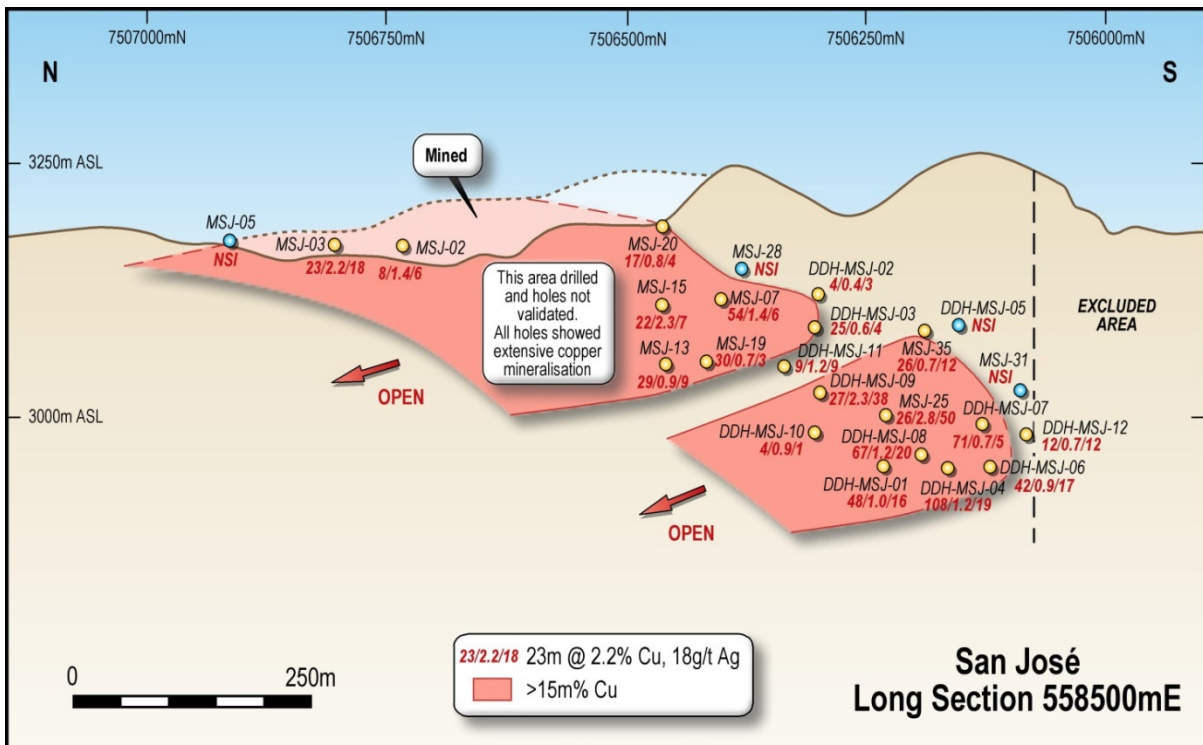 7507000mN
7506750mN
7506500mN
7506250mN
7506000mN
N
S
3250m ASL
Mined
MSJ-05
NSI
MSJ-03
23/2.2/18
MSJ-02
8/1.4/6
MSJ-20
17/0.8/4
MSJ-28
NSI
DDH-MSJ-02
4/0.4/3
This area drilled
and holes not
validated.
All holes showed
extensive copper
mineralisation
MSJ-15
22/2.3/7
MSJ-07
54/1.4/6
DDH-MSJ-03
25/0.6/4
DDH-MSJ-05
NSI
EXCLUDED
AREA
MSJ-13
29/0.9/9
MSJ-19
30/0.7/3
DDH-MSJ-11
9/1.2/9
MSJ-35
26/0.7/12
MSJ-31
NSI
OPEN
3000m ASL
DDH-MSJ-09
27/2.3/38
MSJ-25
26/2.8/50
DDH-MSJ-07
71/0.7/5
DDH-MSJ-10
4/0.9/1
DDH-MSJ-08
67/1.2/20
DDH-MSJ-12
12/0.7/12
DDH-MSJ-01
48/1.0/16
DDH-MSJ-04
108/1.2/19
DDH-MSJ-06
42/0.9/17
OPEN
0
250m
23/2.2/18 23m @ 2.2% Cu, 18g/t Ag
>15m% Cu
San José
Long Section 558500mE